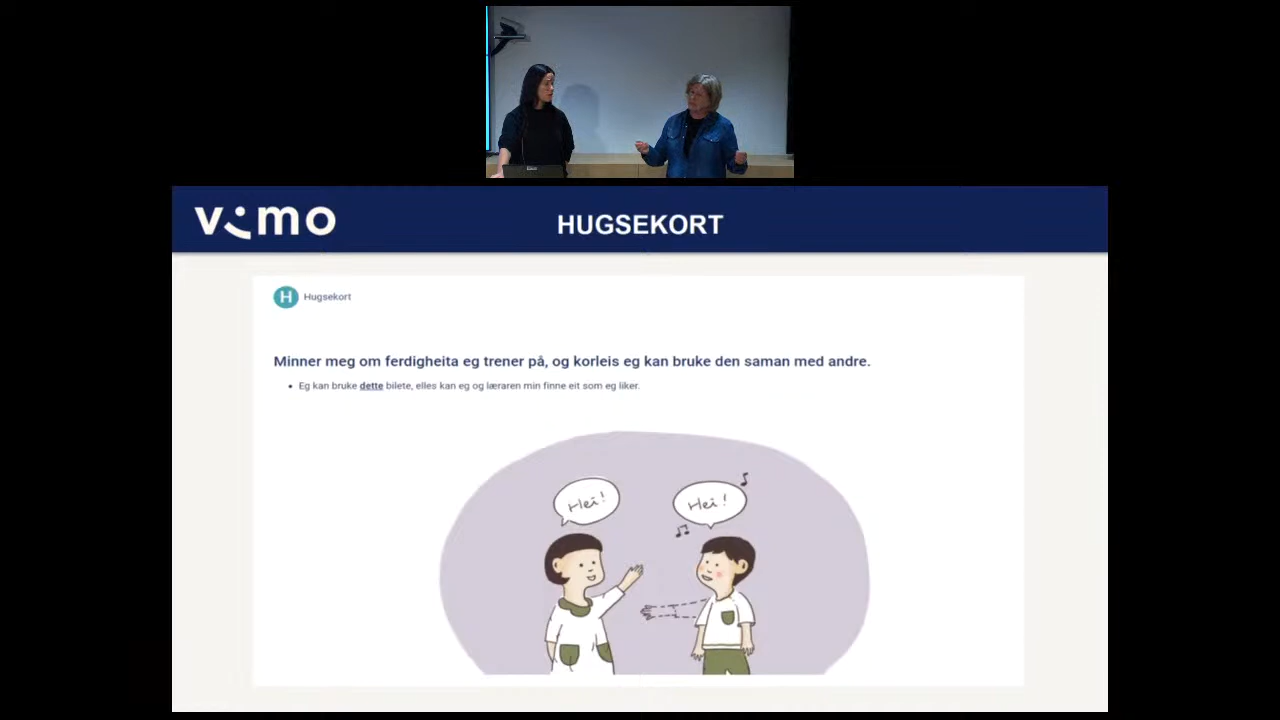 vimo
HUGSEKORT
H Hugsekort
Minner meg om ferdigheita eg trener på, og korleis eg kan bruke den saman med andre.
• Eg kan bruke dette bilete, elles kan eg og læraren min finne eit som eg liker.
Hei!
Hei!